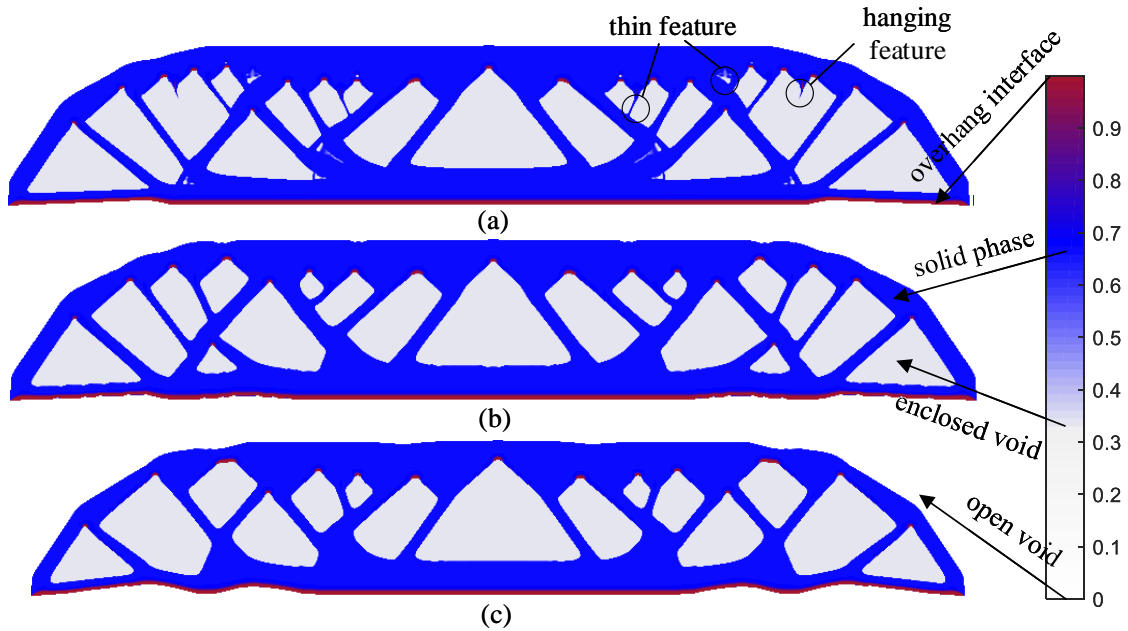 thin feature
hanging
feature
overhang interface
(a)
solid phase
(b)
enclosed void
(c)
open void
0.9
0.8
0.7
0.6
0.5
0.4
0.3
0.2
0.1
0